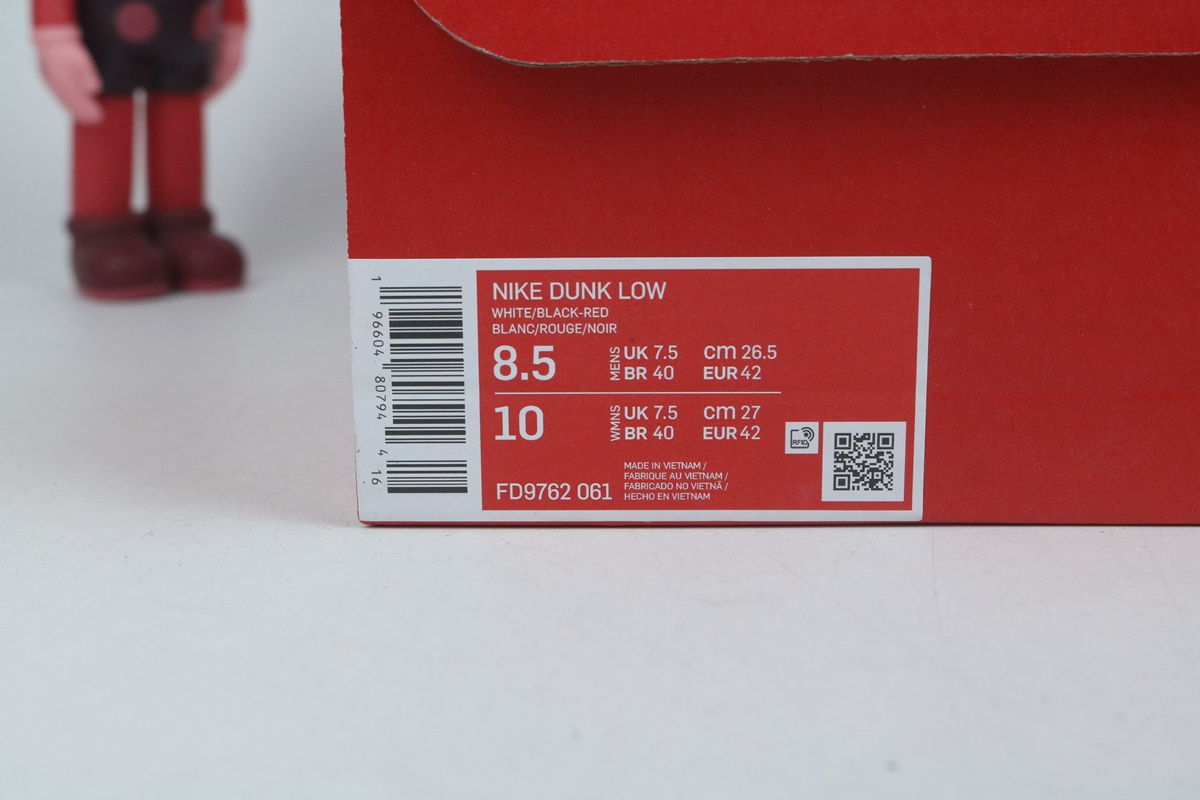 NIKE DUNK LOW
WHITE/BLACK-RED
BLANC/ROUGE/NOIR
8.5 MENS UK 7.5 cm 26.5
BR 40 EUR 42
10 WMNS UK 7.5 cm 27
BR 40 EUR 42
RFID
FD9762 061
MADE IN VIETNAM /
FABRIQUE AU VIETNAM /
FABRICADO NO VIETNÃ /
HECHO EN VIETNAM
1 96604 80794 4 16